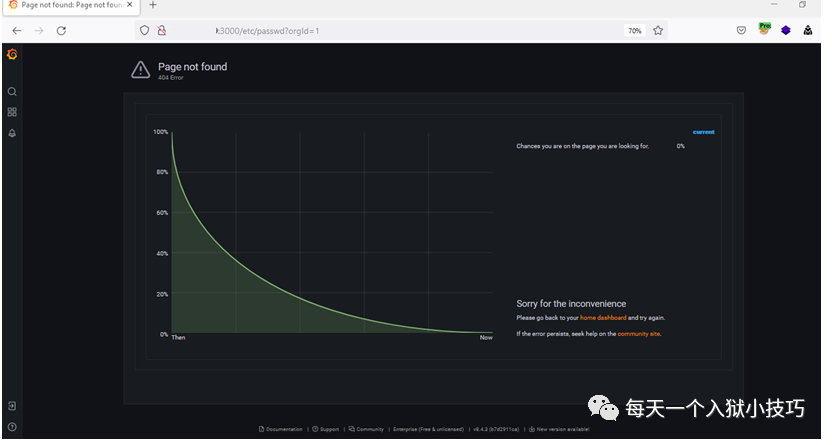 Page not found: Page not foun
:3000/etc/passwd?orgId=1
70%
Pro
Page not found
404 Error
current
Chances you are on the page you are looking for. 0%
100%
80%
60%
40%
20%
0%
Then Now
Sorry for the inconvenience
Please go back to your home dashboard and try again.
If the error persists, seek help on the community site.
每天一个入狱小技巧
Documentation | Support | Community | Enterprise (Free & unlicensed) | v8.4.3 (b7d2911ca) | New version available!